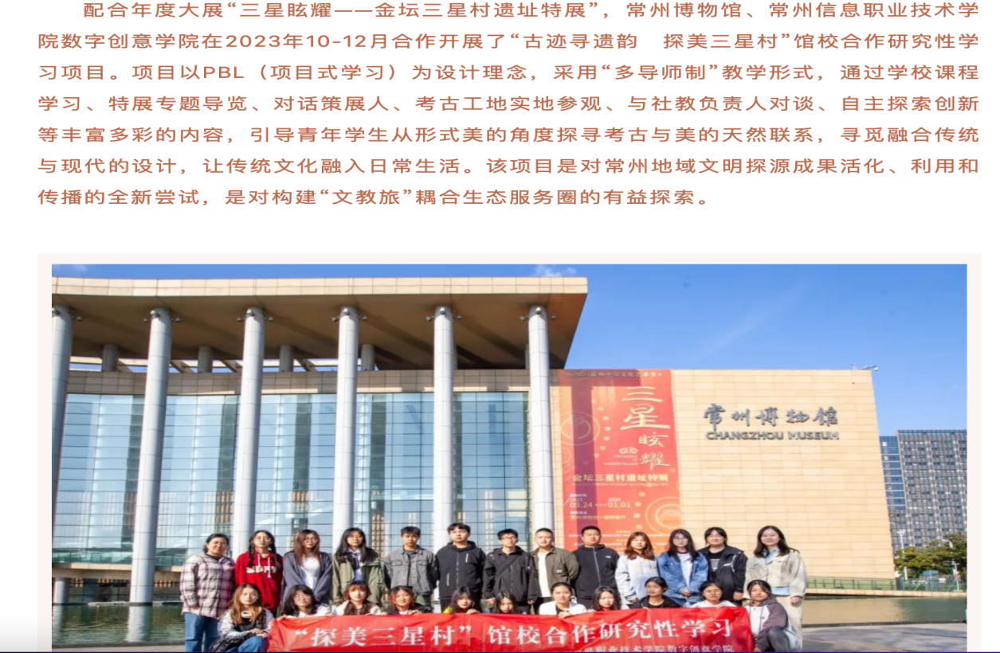 配合年度大展“三星眩耀——金坛三星村遗址特展”，常州博物馆、常州信息职业技术学
院数字创意学院在2023年10-12月合作开展了“古迹寻遗韵　探美三星村”馆校合作研究性学
习项目。项目以PBL（项目式学习）为设计理念，采用“多导师制”教学形式，通过学校课程
学习、特展专题导览、对话策展人、考古工地实地参观、与社教负责人对谈、自主探索创新
等丰富多彩的内容，引导青年学生从形式美的角度探寻考古与美的天然联系，寻觅融合传统
与现代的设计，让传统文化融入日常生活。该项目是对常州地域文明探源成果活化、利用和
传播的全新尝试，是对构建“文教旅”耦合生态服务圈的有益探索。
三星
眩
耀
金坛三星村遗址特展
09.24
01.01
常州博物馆
CHANGZHOU MUSEUM
“探美三星村”馆校合作研究性学习
职业技术学院数字创意学院